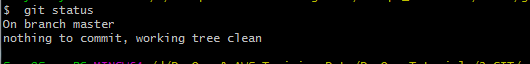 $ git status
On branch master
nothing to commit, working tree clean